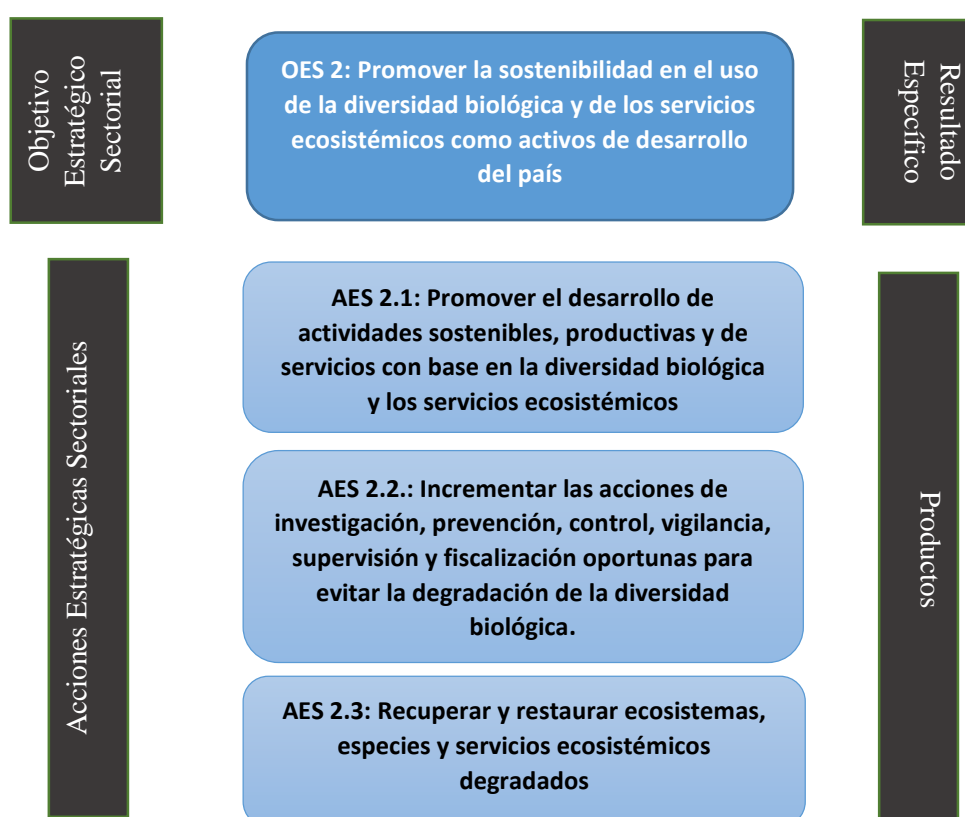 Objetivo
Estratégico
Sectorial
OES 2: Promover la sostenibilidad en el uso
de la diversidad biológica y de los servicios
ecosistémicos como activos de desarrollo
del país
Resultado
Específico
Acciones Estratégicas Sectoriales
AES 2.1: Promover el desarrollo de
actividades sostenibles, productivas y de
servicios con base en la diversidad biológica
y los servicios ecosistémicos
AES 2.2.: Incrementar las acciones de
investigación, prevención, control, vigilancia,
supervisión y fiscalización oportunas para
evitar la degradación de la diversidad
biológica.
AES 2.3: Recuperar y restaurar ecosistemas,
especies y servicios ecosistémicos
degradados
Productos